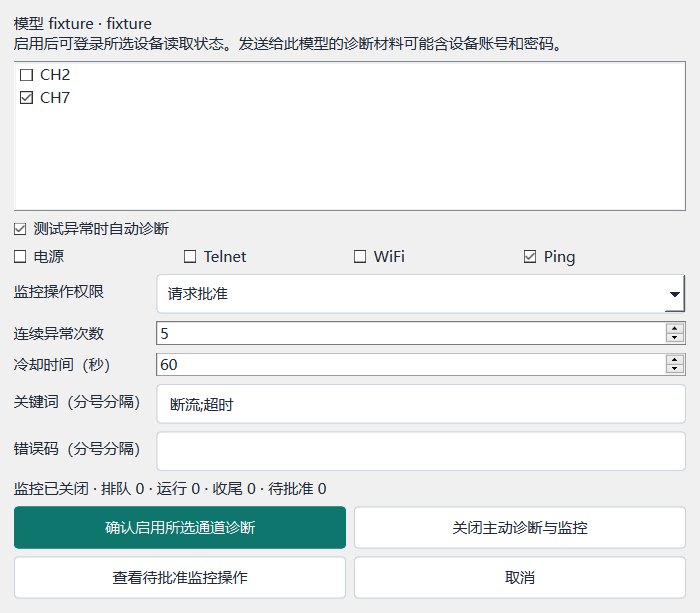 模型 fixture · fixture
启用后可登录所选设备读取状态。发送给此模型的诊断材料可能含设备账号和密码。
CH2
CH7
测试异常时自动诊断
电源 Telnet WiFi Ping
监控操作权限 请求批准
连续异常次数 5
冷却时间（秒） 60
关键词（分号分隔） 断流;超时
错误码（分号分隔）
监控已关闭 · 排队 0 · 运行 0 · 收尾 0 · 待批准 0
确认启用所选通道诊断 关闭主动诊断与监控
查看待批准监控操作 取消